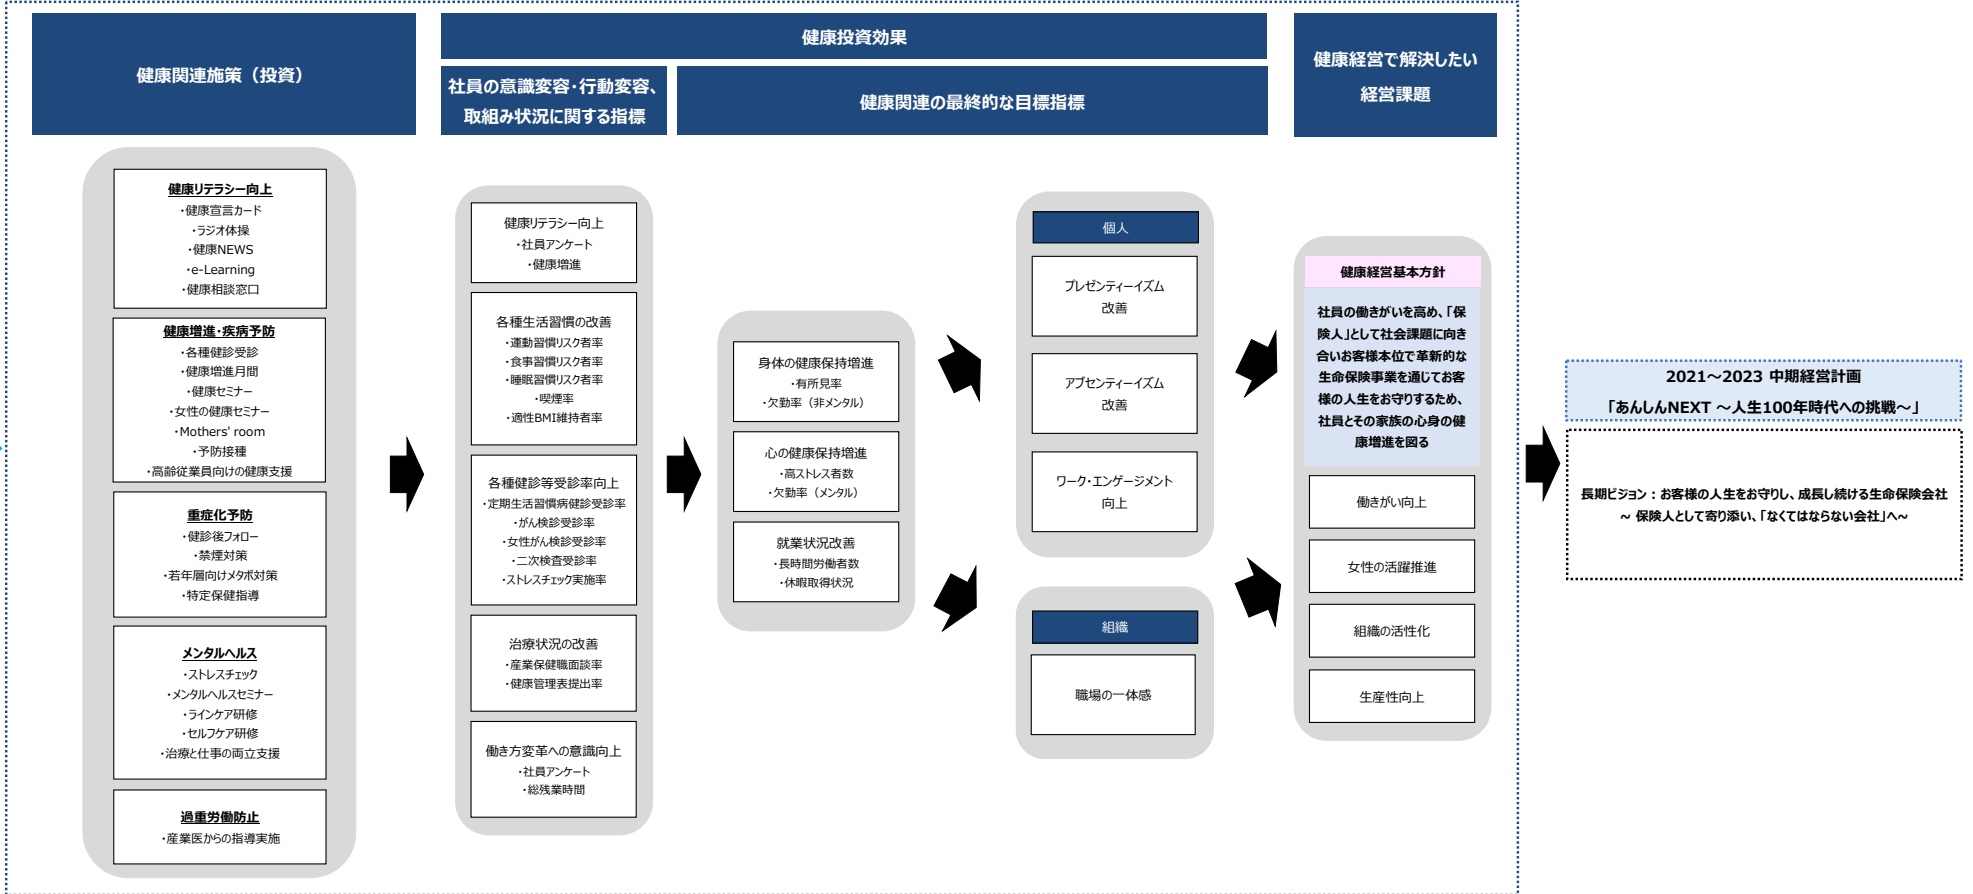 健康関連施策（投資）
健康投資効果
社員の意識変容・行動変容、
取組み状況に関する指標
健康関連の最終的な目標指標
健康経営で解決したい
経営課題
健康リテラシー向上
・健康宣言カード
・ラジオ体操
・健康NEWS
・e-Learning
・健康相談窓口
健康増進・疾病予防
・各種健診受診
・健康増進月間
・健康セミナー
・女性の健康セミナー
・Mothers' room
・予防接種
・高齢従業員向けの健康支援
重症化予防
・健診後フォロー
・禁煙対策
・若年層向けメタボ対策
・特定保健指導
メンタルヘルス
・ストレスチェック
・メンタルヘルスセミナー
・ラインケア研修
・セルフケア研修
・治療と仕事の両立支援
過重労働防止
・産業医からの指導実施
健康リテラシー向上
・社員アンケート
・健康増進
各種生活習慣の改善
・運動習慣リスク者率
・食事習慣リスク者率
・睡眠習慣リスク者率
・喫煙率
・適性BMI維持者率
各種健診等受診率向上
・定期生活習慣病健診受診率
・がん検診受診率
・女性がん検診受診率
・二次検査受診率
・ストレスチェック実施率
治療状況の改善
・産業保健職面談率
・健康管理表提出率
働き方変革への意識向上
・社員アンケート
・総残業時間
身体の健康保持増進
・有所見率
・欠勤率（非メンタル）
心の健康保持増進
・高ストレス者数
・欠勤率（メンタル）
就業状況改善
・長時間労働者数
・休暇取得状況
個人
プレゼンティーイズム
改善
アブセンティーイズム
改善
ワーク・エンゲージメント
向上
組織
職場の一体感
健康経営基本方針
社員の働きがいを高め、「保
険人」として社会課題に向き
合いお客様本位で革新的な
生命保険事業を通じてお客
様の人生をお守りするため、
社員とその家族の心身の健
康増進を図る
働きがい向上
女性の活躍推進
組織の活性化
生産性向上
2021～2023 中期経営計画
「あんしんNEXT ～人生100年時代への挑戦～」
長期ビジョン：お客様の人生をお守りし、成長し続ける生命保険会社
~ 保険人として寄り添い、「なくてはならない会社」へ~